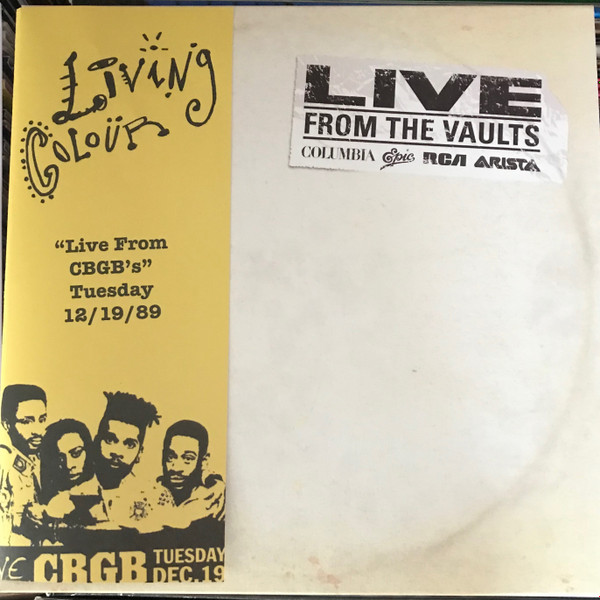 LiViNG
COLOUR
"Live From
CBGB's"
Tuesday
12/19/89
LIVE
FROM THE VAULTS
COLUMBIA Epic RCA ARISTA
VE CBGB TUESDAY
DEC.19